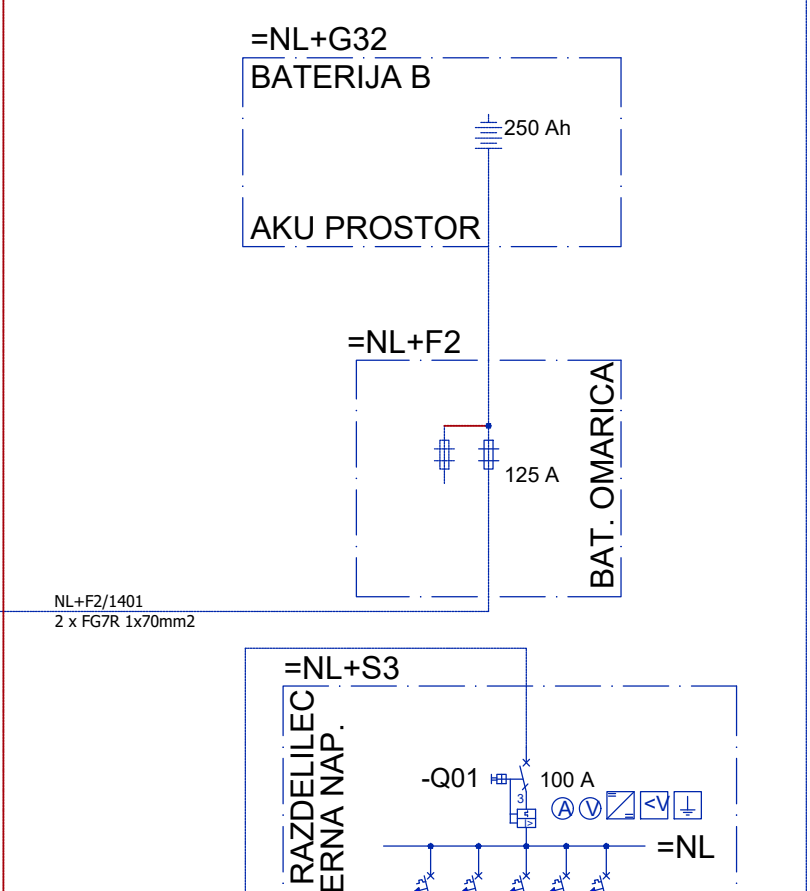 =NL+G32
BATERIJA B
250 Ah
AKU PROSTOR
=NL+F2
BAT. OMARICA
125 A
NL+F2/1401
2 x FG7R 1x70mm2
=NL+S3
RAZDELILEC
ERNA NAP.
-Q01
100 A
3
A
V
<V
=NL